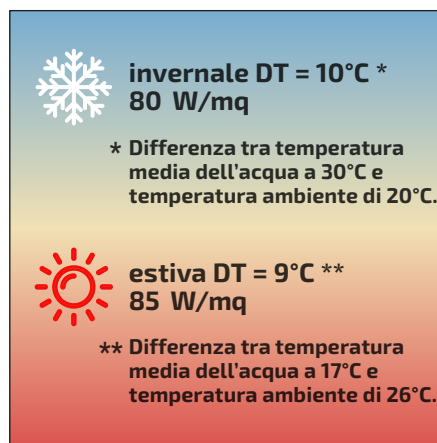 invernale DT = 10°C *
80 W/mq
* Differenza tra temperatura
media dell'acqua a 30°C e
temperatura ambiente di 20°C.
estiva DT = 9°C **
85 W/mq
** Differenza tra temperatura
media dell'acqua a 17°C e
temperatura ambiente di 26°C.